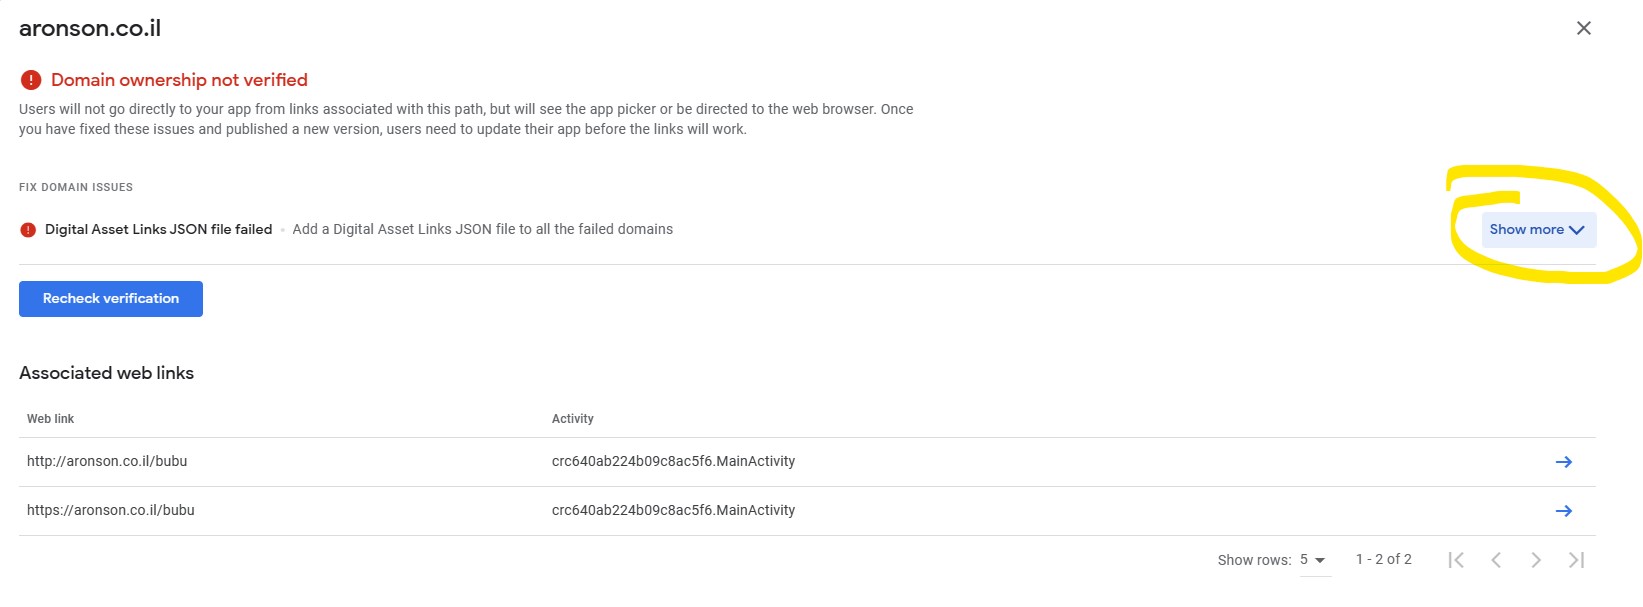 aronson.co.il
Domain ownership not verified
Users will not go directly to your app from links associated with this path, but will see the app picker or be directed to the web browser. Once
you have fixed these issues and published a new version, users need to update their app before the links will work.
FIX DOMAIN ISSUES
Digital Asset Links JSON file failed • Add a Digital Asset Links JSON file to all the failed domains Show more
Recheck verification
Associated web links
Web link Activity
http://aronson.co.il/bubu crc640ab224b09c8ac5f6.MainActivity
https://aronson.co.il/bubu crc640ab224b09c8ac5f6.MainActivity
Show rows: 5 1 - 2 of 2